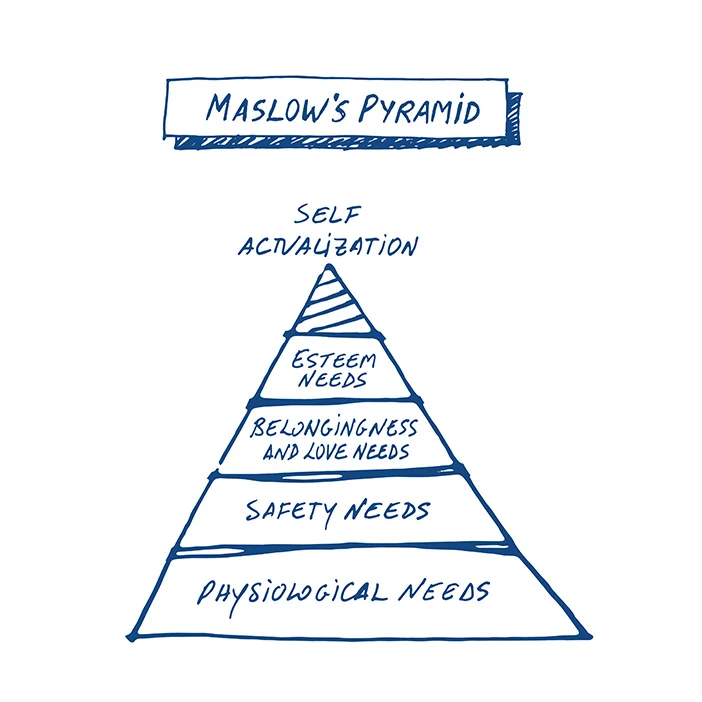 MASLOW'S PYRAMID
SELF
ACTUALiZATION
ESTEEM
NEEDS
BELONGiNGNESS
AND LOVE NEEDS
SAFETY NEEDS
PHYSiOLOGiCAL NEEDS